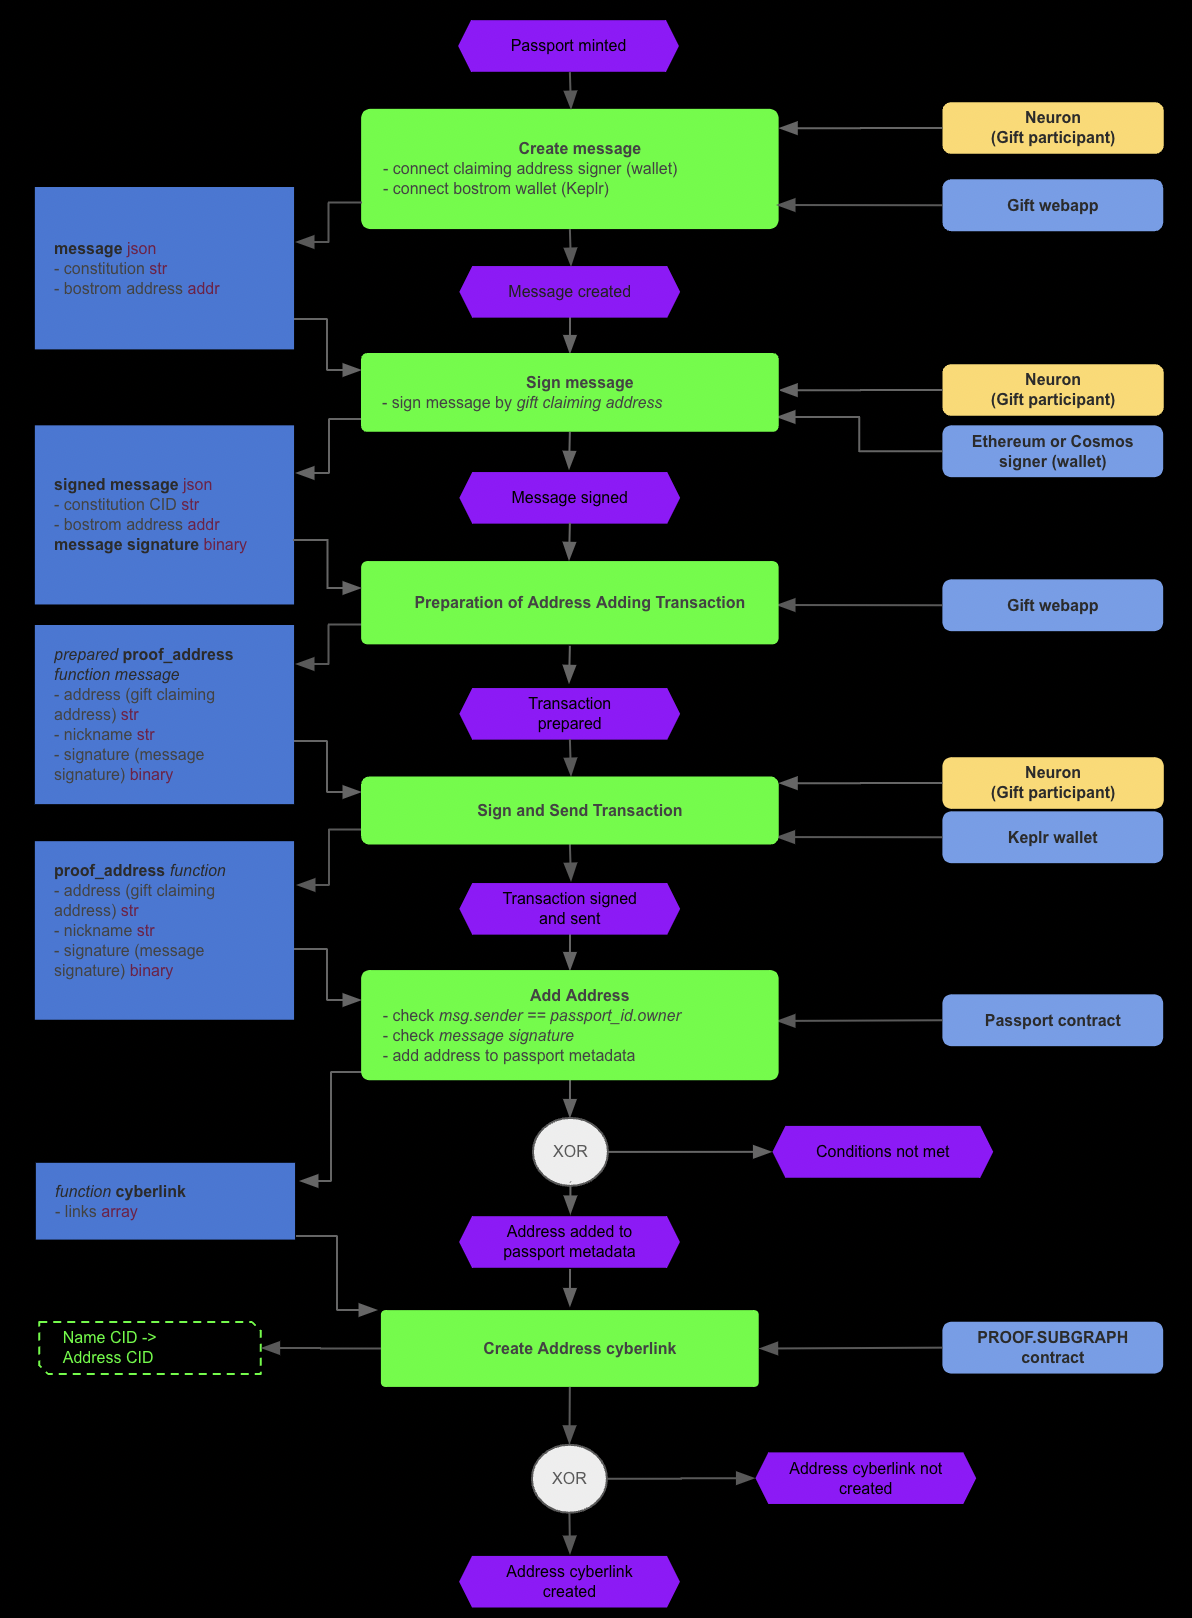 Passport minted
Neuron
(Gift participant)
Create message
- connect claiming address signer (wallet)
- connect bostrom wallet (Keplr)
Gift webapp
message json
- constitution str
- bostrom address addr
Message created
Sign message
- sign message by gift claiming address
Neuron
(Gift participant)
Ethereum or Cosmos
signer (wallet)
signed message json
- constitution CID str
- bostrom address addr
message signature binary
Message signed
Preparation of Address Adding Transaction
Gift webapp
prepared proof_address
function message
- address (gift claiming
address) str
- nickname str
- signature (message
signature) binary
Transaction
prepared
Neuron
(Gift participant)
Sign and Send Transaction
Keplr wallet
proof_address function
- address (gift claiming
address) str
- nickname str
- signature (message
signature) binary
Transaction signed
and sent
Add Address
- check msg.sender == passport_id.owner
- check message signature
- add address to passport metadata
Passport contract
XOR
Conditions not met
function cyberlink
- links array
Address added to
passport metadata
Name CID ->
Address CID
Create Address cyberlink
PROOF.SUBGRAPH
contract
XOR
Address cyberlink not
created
Address cyberlink
created